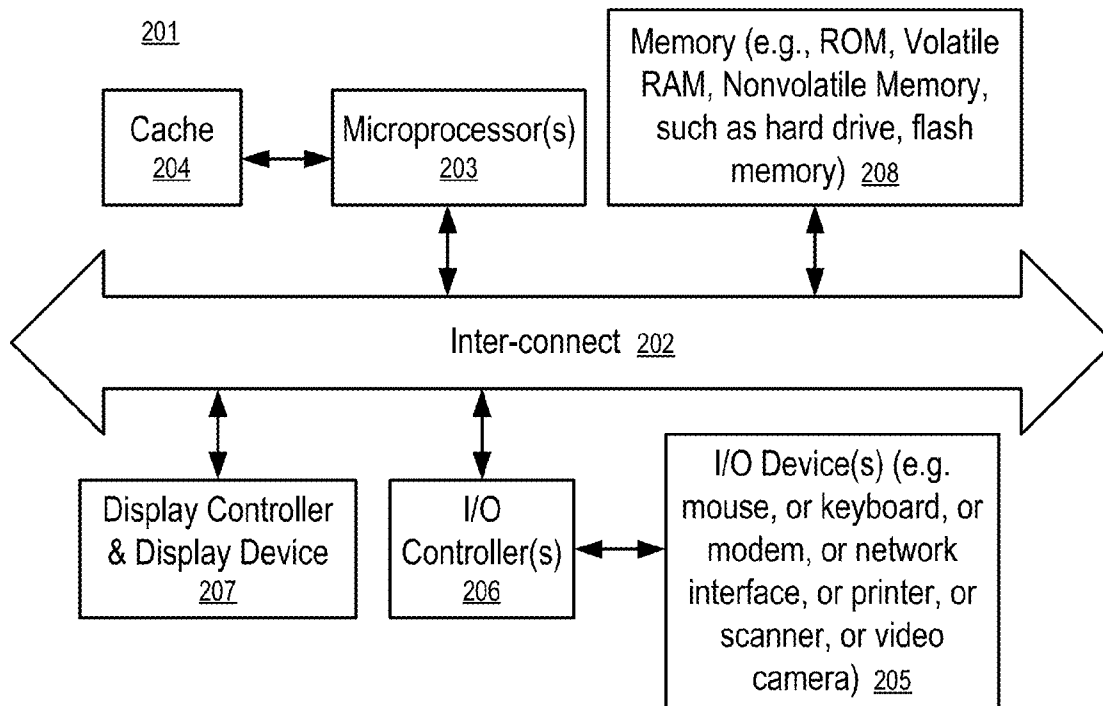 201
Cache
204
Microprocessor(s)
203
Memory (e.g., ROM, Volatile
RAM, Nonvolatile Memory,
such as hard drive, flash
memory) 208
Inter-connect 202
Display Controller
& Display Device
207
I/O
Controller(s)
206
I/O Device(s) (e.g.
mouse, or keyboard, or
modem, or network
interface, or printer, or
scanner, or video
camera) 205